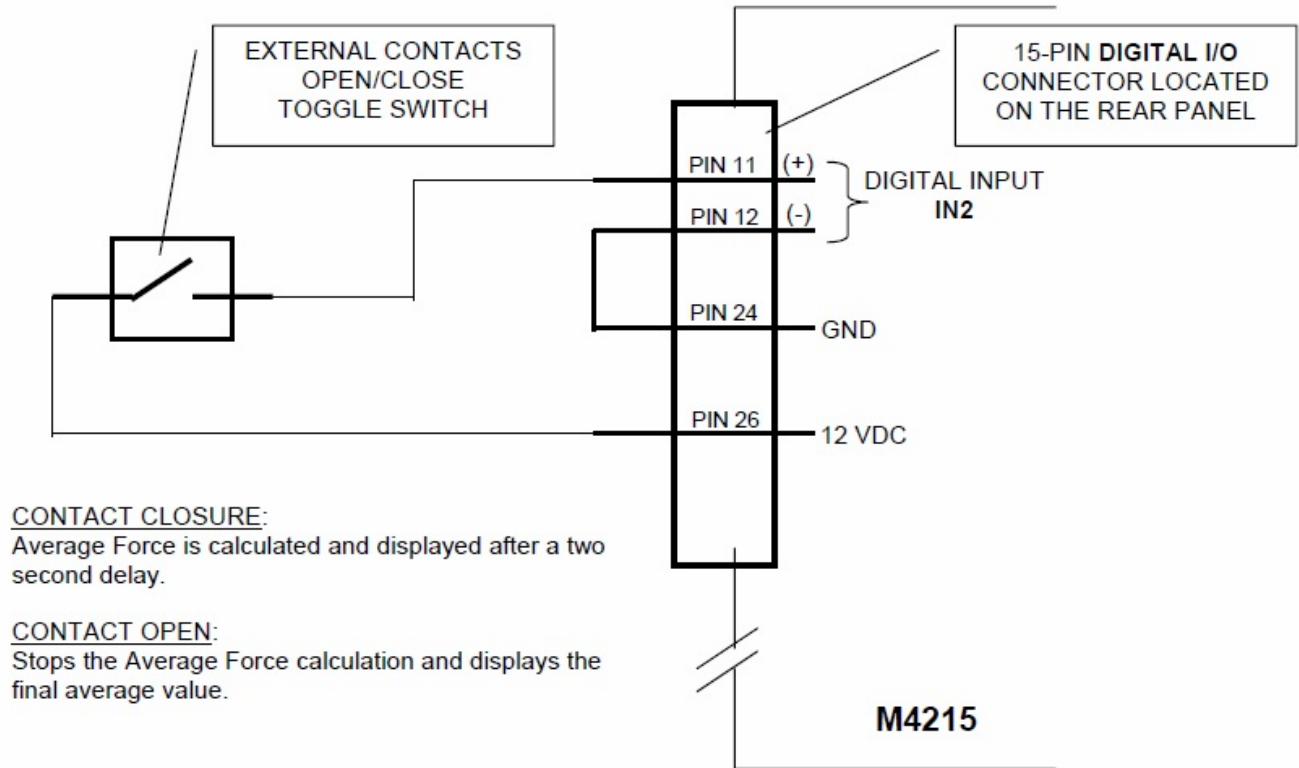 EXTERNAL CONTACTS
OPEN/CLOSE
TOGGLE SWITCH
15-PIN DIGITAL I/O
CONNECTOR LOCATED
ON THE REAR PANEL
PIN 11 (+)
PIN 12 (-)
DIGITAL INPUT
IN2
PIN 24 GND
PIN 26 12 VDC
CONTACT CLOSURE:
Average Force is calculated and displayed after a two
second delay.
CONTACT OPEN:
Stops the Average Force calculation and displays the
final average value.
M4215